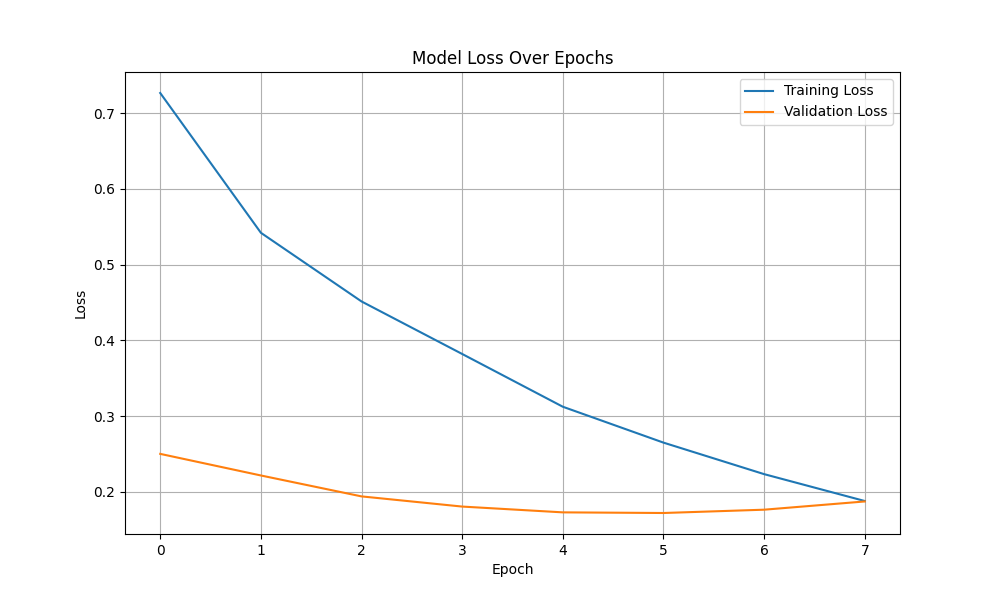 Model Loss Over Epochs
Training Loss
Validation Loss
0.7
0.6
0.5
0.4
0.3
0.2
Loss
0 1 2 3 4 5 6 7
Epoch